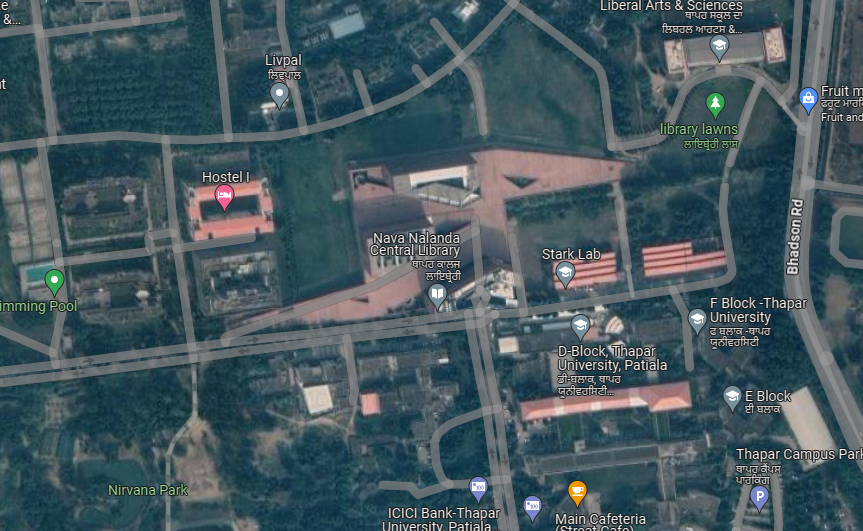 Liberal Arts & Sciences
ਥਾਪਰ ਸਕੂਲ ਦਾ
ਲਿਬਰਲ ਆਰਟਸ &...
& ...
Livpal
ਲਿਵਪਾਲ
Fruit m
ਫਰੂਟ ਮਾਰਕਿ
Fruit and
library lawns
ਲਾਇਬ੍ਰੇਰੀ ਲਾਂਸ
Hostel I
Bhadson Rd
Nava Nalanda
Central Library
ਥਾਪਰ ਕਾਲਜ
ਲਾਇਬ੍ਰੇਰੀ
Stark Lab
imming Pool
F Block -Thapar
University
ਫ ਬਲਾਕ -ਥਾਪਰ
ਯੂਨੀਵਰਸਿਟੀ
D-Block, Thapar
University, Patiala
ਡੀ-ਬਲਾਕ, ਥਾਪਰ
ਯੂਨੀਵਰਸਿਟੀ...
E Block
ਈ ਬਲਾਕ
Thapar Campus Park
ਥਾਪਰ ਕੈਂਪਸ
ਪਾਰਕਿੰਗ
Nirvana Park
ICICI Bank-Thapar
University, Patiala
Main Cafeteria
(Street Cafe)